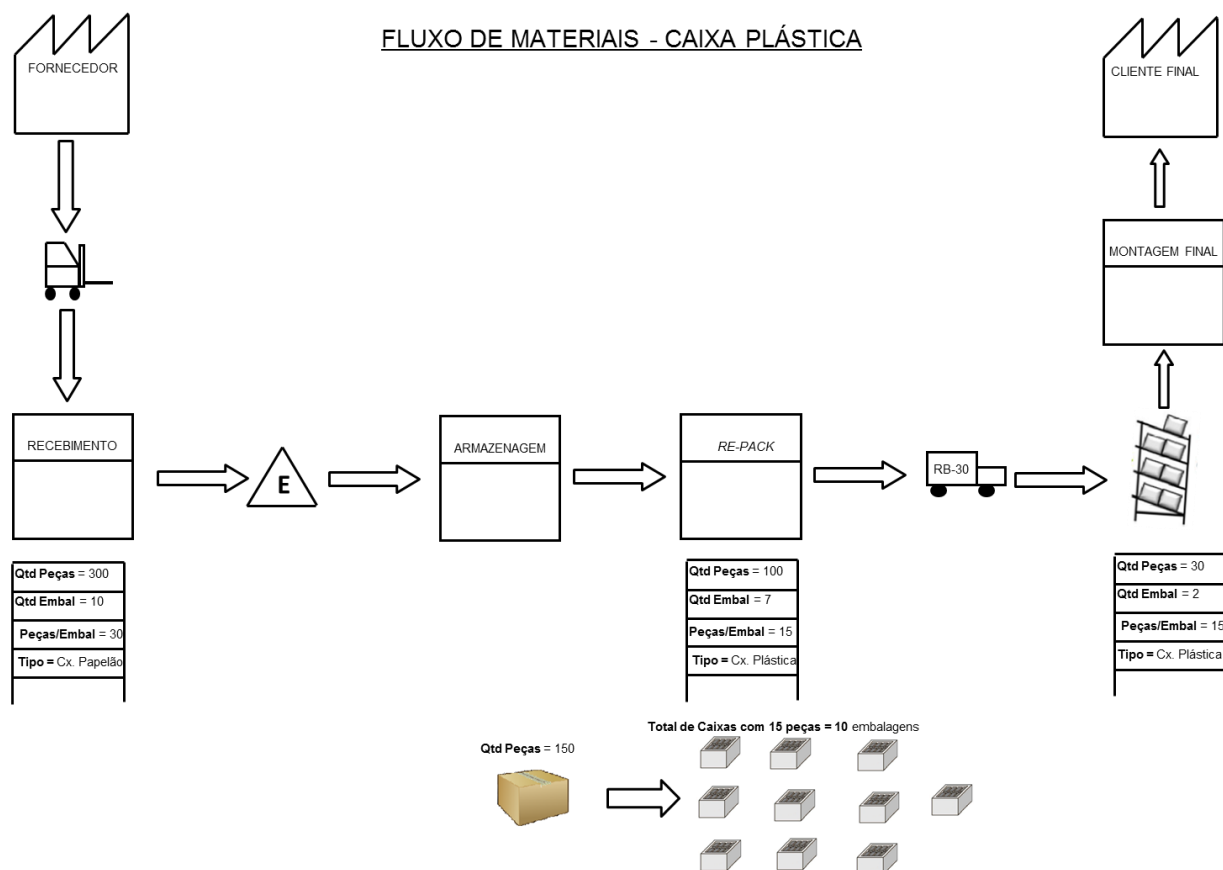 FLUXO DE MATERIAIS - CAIXA PLÁSTICA
FORNECEDOR
CLIENTE FINAL
MONTAGEM FINAL
RECEBIMENTO
E
ARMAZENAGEM
RE-PACK
RB-30
Qtd Peças = 300
Qtd Embal = 10
Peças/Embal = 30
Tipo = Cx. Papelão
Qtd Peças = 100
Qtd Embal = 7
Peças/Embal = 15
Tipo = Cx. Plástica
Qtd Peças = 30
Qtd Embal = 2
Peças/Embal = 15
Tipo = Cx. Plástica
Qtd Peças = 150
Total de Caixas com 15 peças = 10 embalagens